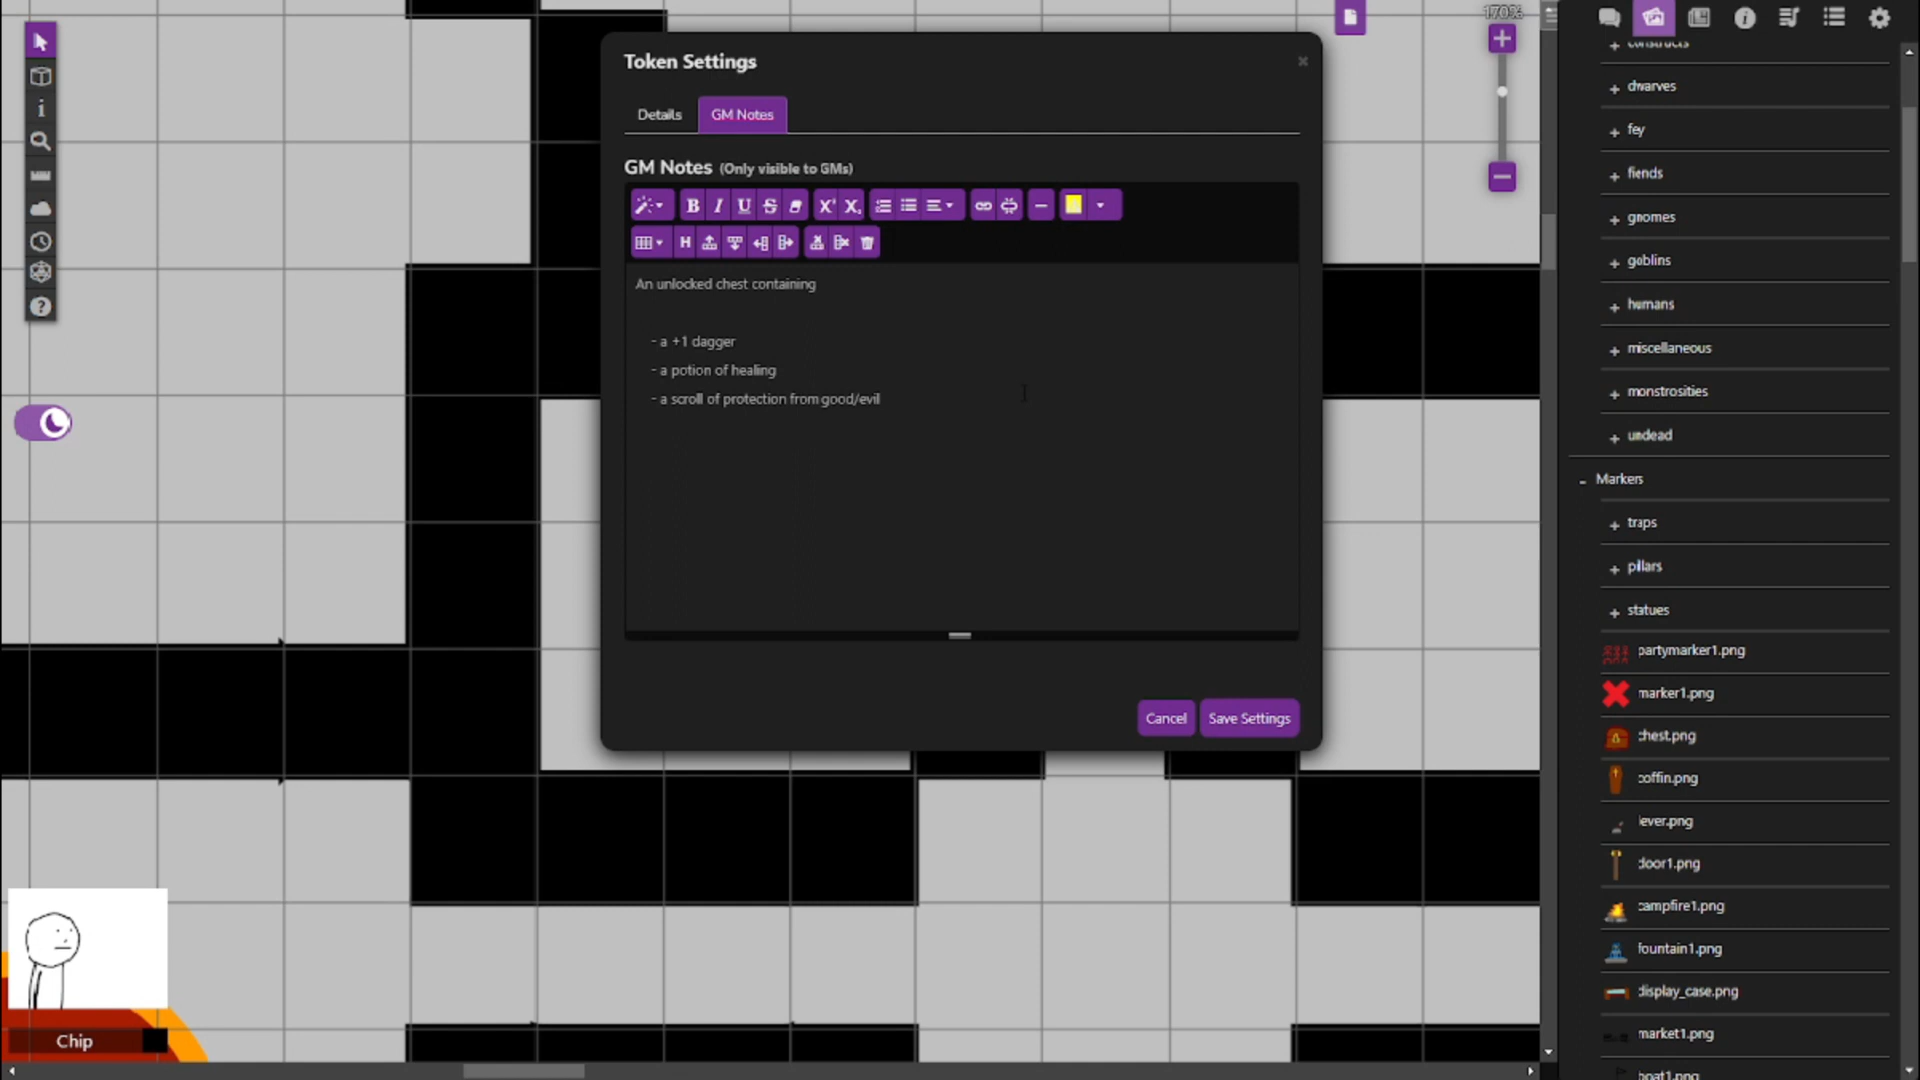 170%
Token Settings
×
Details
GM Notes
GM Notes (Only visible to GMs)
B I U S X
H
An unlocked chest containing
- a +1 dagger
- a potion of healing
- a scroll of protection from good/evil
Cancel
Save Settings
Chip
+ constructs
+ dwarves
+ fey
+ fiends
+ gnomes
+ goblins
+ humans
+ miscellaneous
+ monstrosities
+ undead
- Markers
+ traps
+ pillars
+ statues
partymarker1.png
marker1.png
chest.png
coffin.png
lever.png
door1.png
campfire1.png
fountain1.png
display_case.png
market1.png
boat1.png